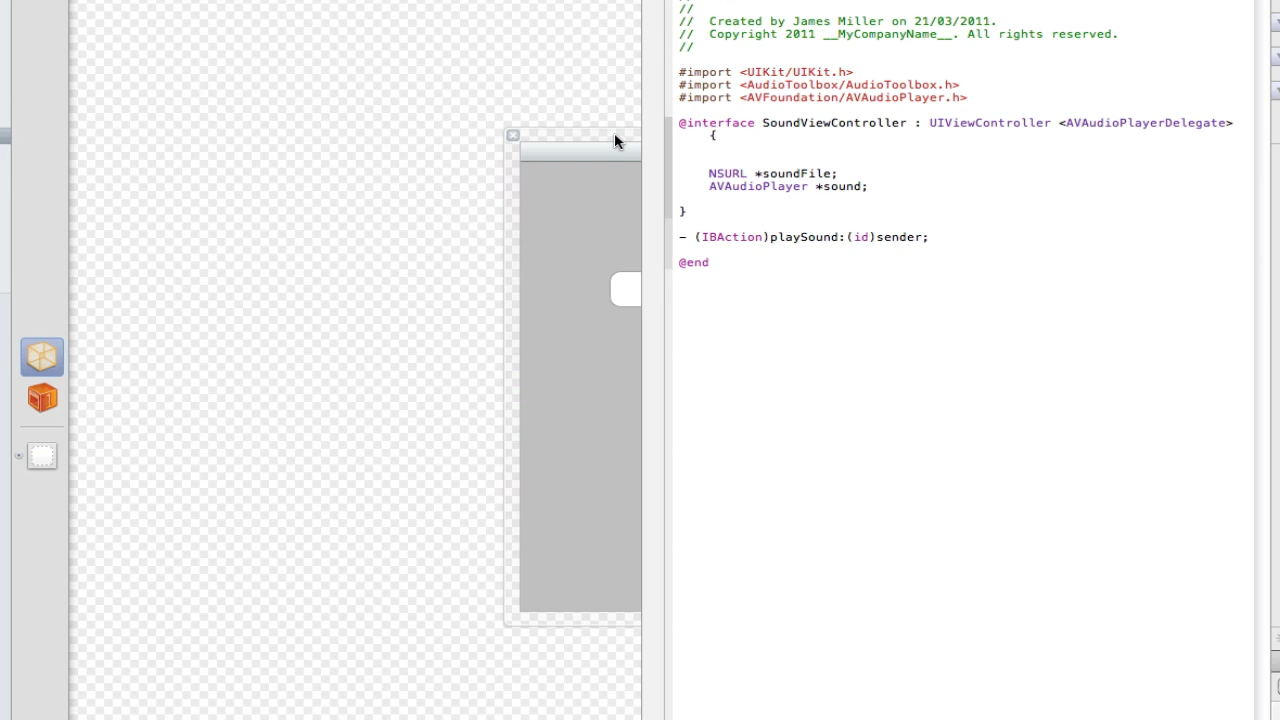 //
//
// Created by James Miller on 21/03/2011.
// Copyright 2011 __MyCompanyName__. All rights reserved.
//
#import <UIKit/UIKit.h>
#import <AudioToolbox/AudioToolbox.h>
#import <AVFoundation/AVAudioPlayer.h>
@interface SoundViewController : UIViewController <AVAudioPlayerDelegate>
{
NSURL *soundFile;
AVAudioPlayer *sound;
}
- (IBAction)playSound:(id)sender;
@end